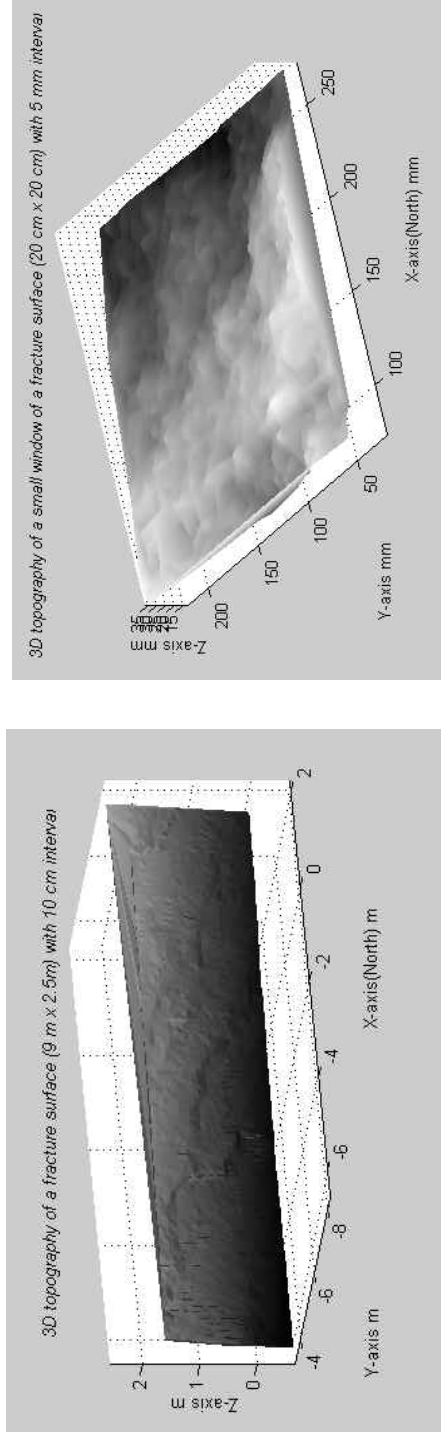 3D topography of a fracture surface (9 m x 2.5m) with 10 cm interval
2
1
0
Z-axis m
-4
-6
-8
Y-axis m
-6
-4
-2
0
2
X-axis(North) m
3D topography of a small window of a fracture surface (20 cm x 20 cm) with 5 mm interval
35
15
Z-axis mm
200
150
100
50
Y-axis mm
100
150
200
250
X-axis(North) mm